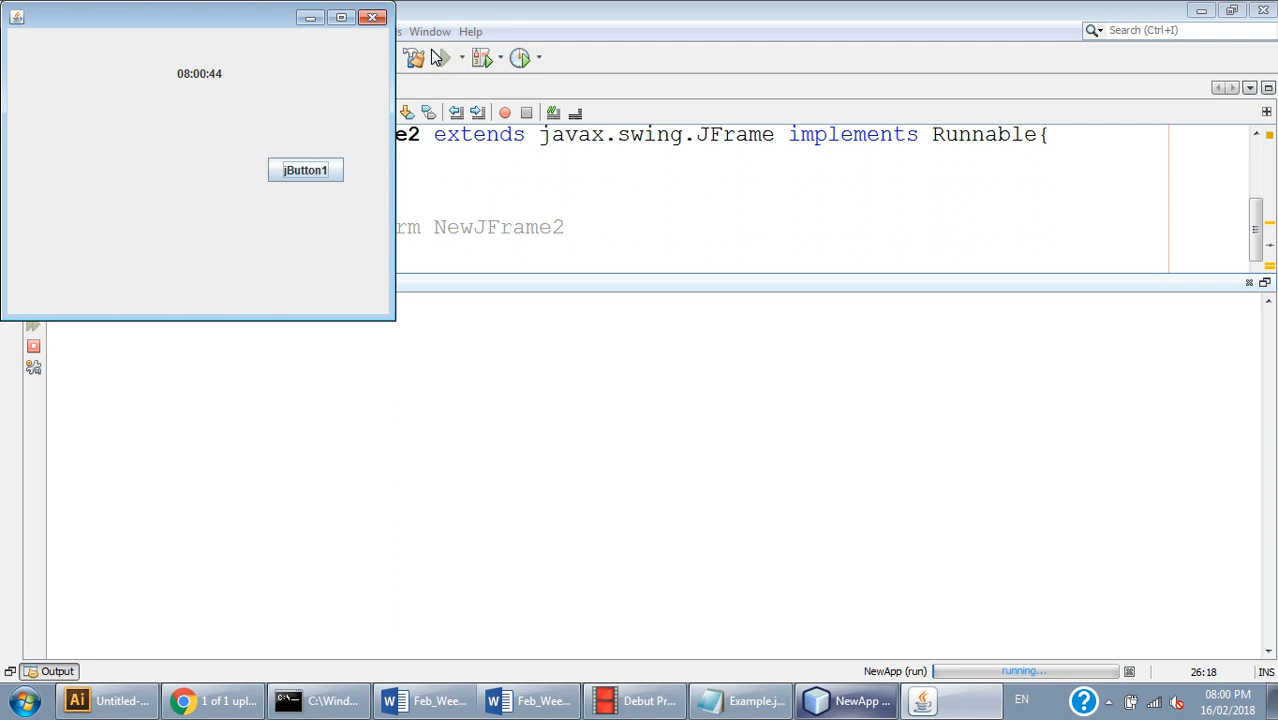 s Window Help
Search (Ctrl+I)
08:00:44
e2 extends javax.swing.JFrame implements Runnable{
jButton1
rm NewJFrame2
Output
NewApp (run)
running...
26:18
INS
Untitled-...
1 of 1 upl...
C:\Wind...
Feb_Wee...
Feb_Wee...
Debut Pr...
Example.j...
NewApp ...
EN
08:00 PM
16/02/2018